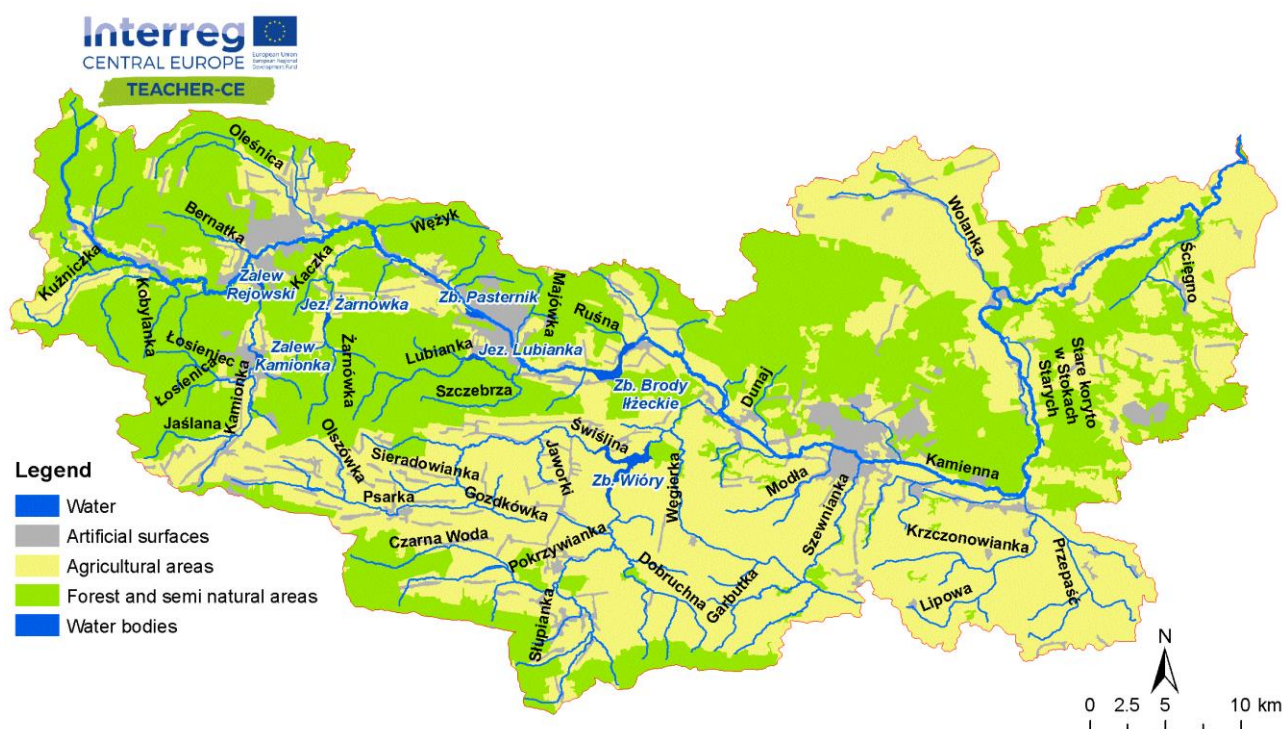 Interreg
CENTRAL EUROPE
European Union
European Regional
Development Fund
TEACHER-CE
Oleśnica
Bernatka
Wężyk
Kuźniczka
Kobylanka
Zalew
Rejowski
Kaczka
Jez. Żarnówka
Zb. Pasternik
Majówka
Ruśna
Łosieniec
Łosienica
Zalew
Kamionka
Kamionka
Żarnówka
Lubianka
Jez. Lubianka
Szczebrza
Zb. Brody
Iłżeckie
Dunaj
Wolanka
Ścięgno
Stare koryto
w Stokach
Starych
Jaślana
Olszówka
Sieradowianka
Psarka
Gozdkówka
Jaworki
Świślina
Zb. Wióry
Węgierka
Modła
Kamienna
Szewnianka
Krzczonowianka
Przepaść
Lipowa
Czarna Woda
Pokrzywianka
Dobruchna
Garbutka
Słupianka
Legend
Water
Artificial surfaces
Agricultural areas
Forest and semi natural areas
Water bodies
N
0 2.5 5 10 km